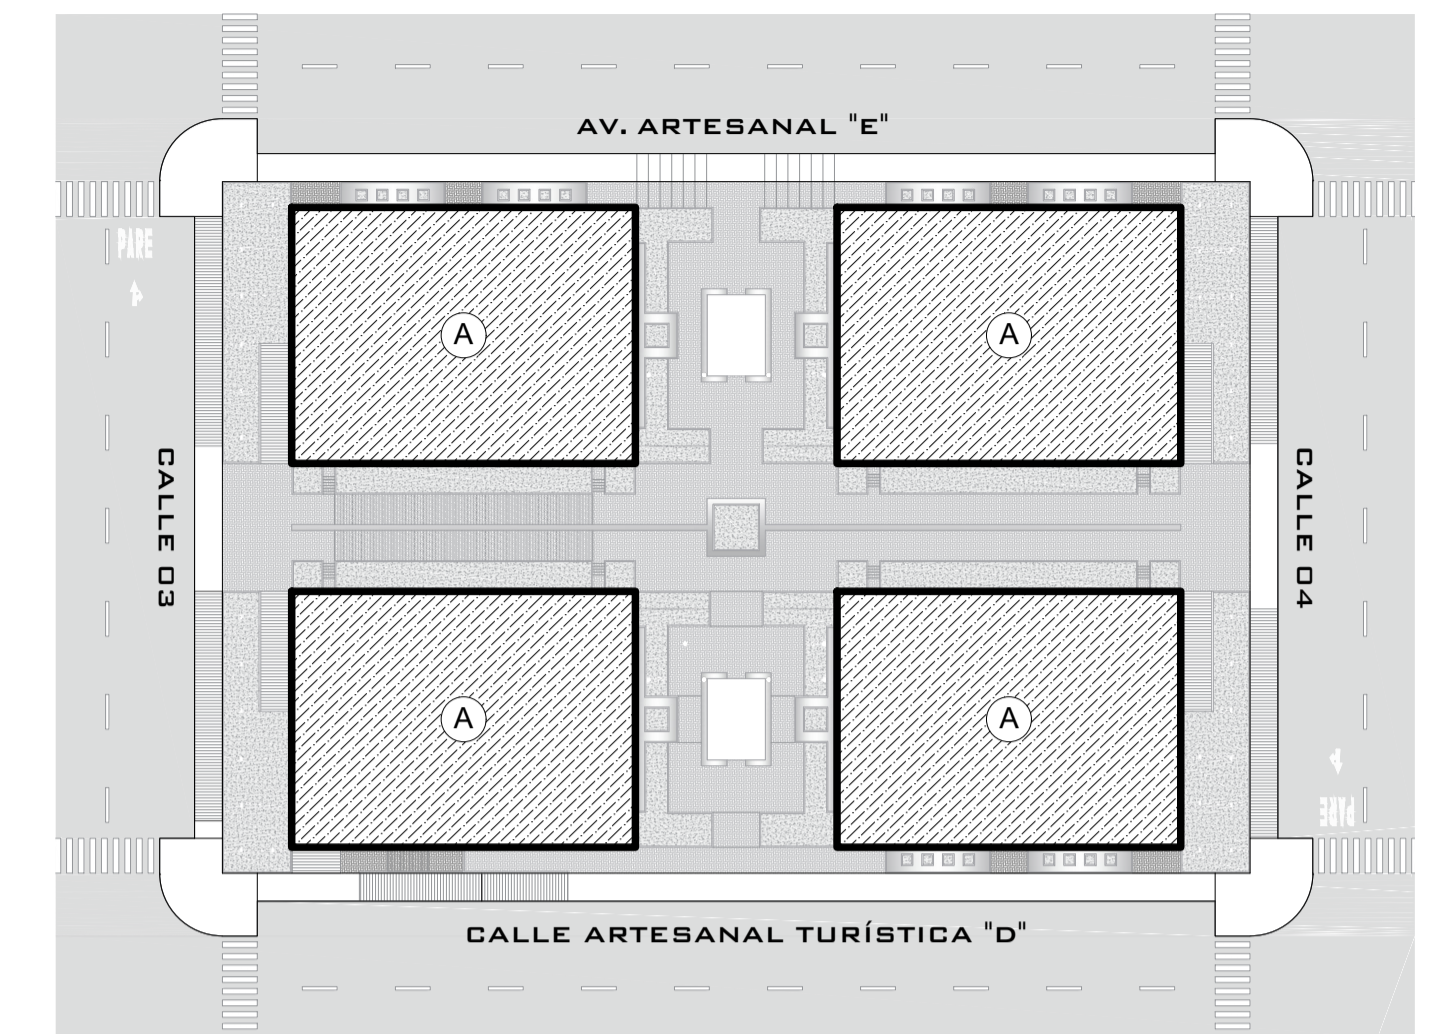 AV. ARTESANAL "E"
PARE
A
A
CALLE 03
CALLE 04
A
A
PARE
CALLE ARTESANAL TURÍSTICA "D"